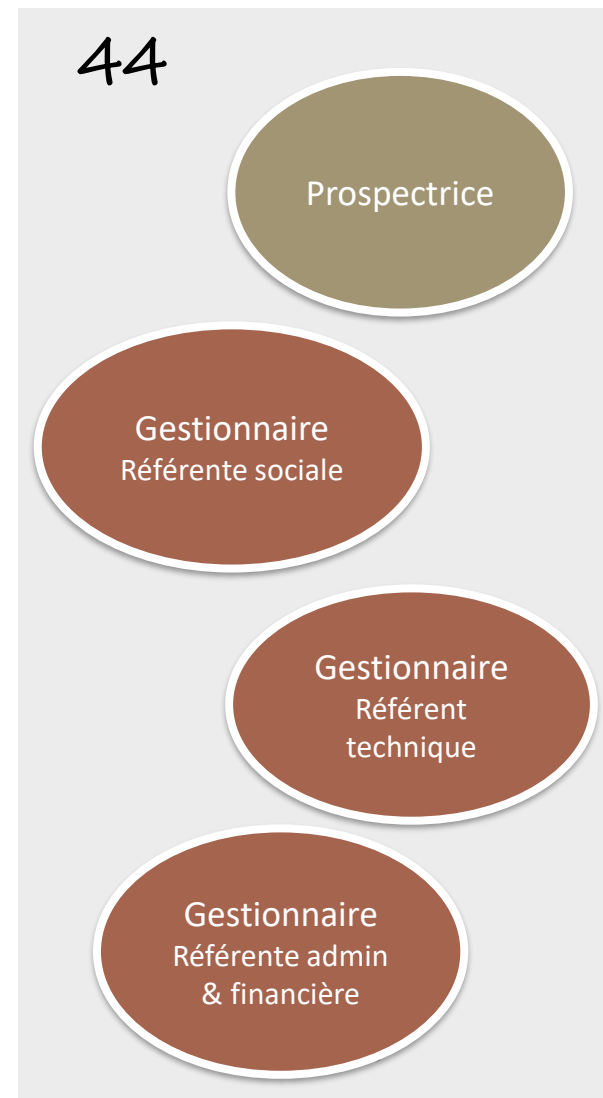 44
Prospectrice
Gestionnaire
Référente sociale
Gestionnaire
Référent
technique
Gestionnaire
Référente admin
& financière